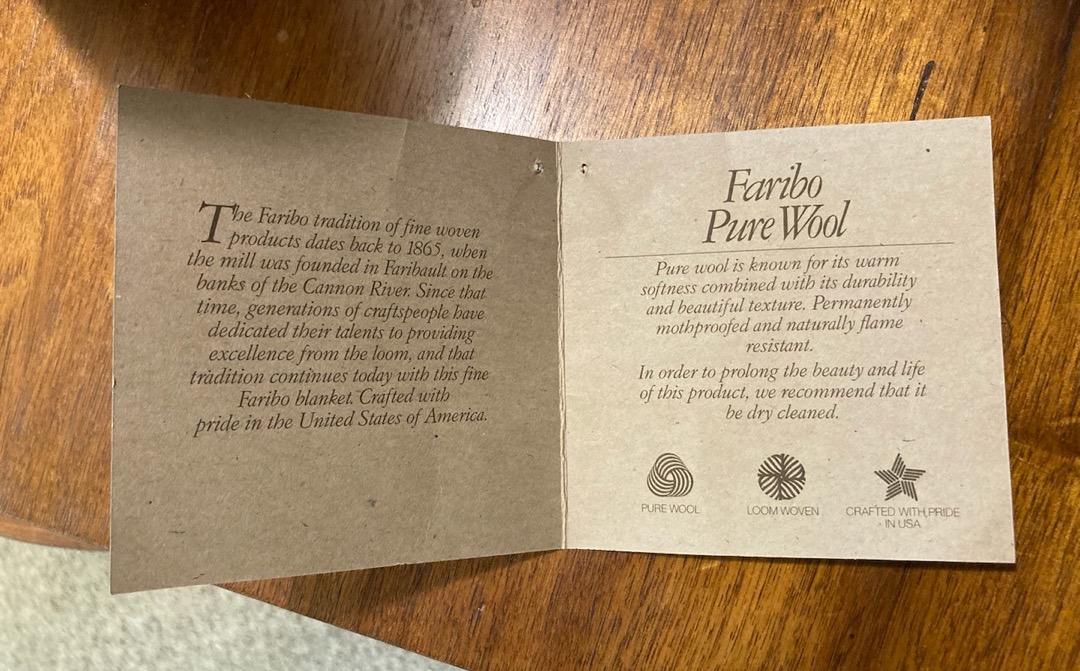 The Faribo tradition of fine woven
products dates back to 1865, when
the mill was founded in Faribault on the
banks of the Cannon River. Since that
time, generations of craftspeople have
dedicated their talents to providing
excellence from the loom, and that
tradition continues today with this fine
Faribo blanket. Crafted with
pride in the United States of America.
Faribo
Pure Wool
Pure wool is known for its warm
softness combined with its durability
and beautiful texture. Permanently
mothproofed and naturally flame
resistant.
In order to prolong the beauty and life
of this product, we recommend that it
be dry cleaned.
PURE WOOL
LOOM WOVEN
CRAFTED WITH PRIDE
IN USA